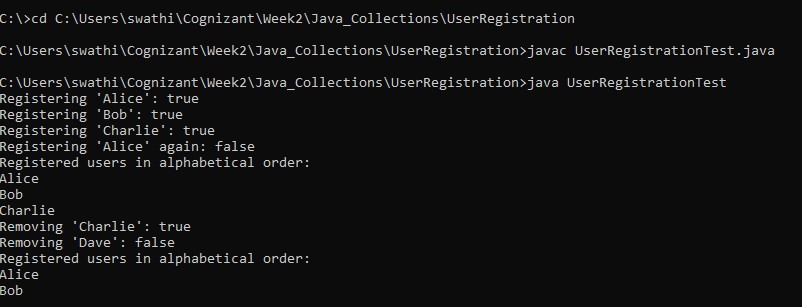 C:\>cd C:\Users\swathi\Cognizant\Week2\Java_Collections\UserRegistration
C:\Users\swathi\Cognizant\Week2\Java_Collections\UserRegistration>javac UserRegistrationTest.java
C:\Users\swathi\Cognizant\Week2\Java_Collections\UserRegistration>java UserRegistrationTest
Registering 'Alice': true
Registering 'Bob': true
Registering 'Charlie': true
Registering 'Alice' again: false
Registered users in alphabetical order:
Alice
Bob
Charlie
Removing 'Charlie': true
Removing 'Dave': false
Registered users in alphabetical order:
Alice
Bob